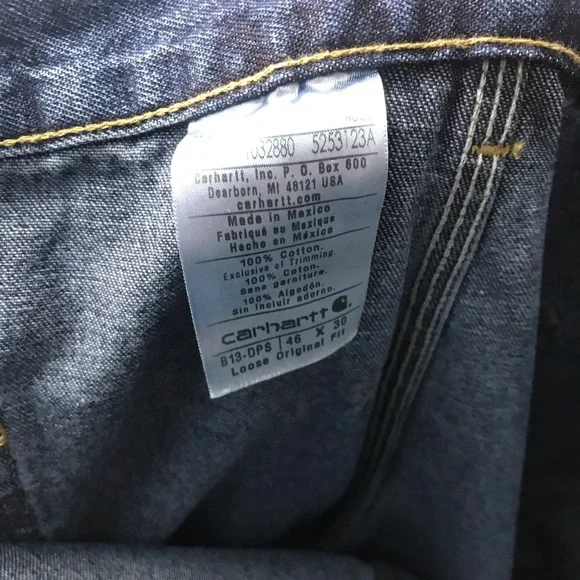 5253123A
Carhartt, Inc. P. O. Box 600
Dearborn, MI 48121 USA
carhartt.com
Made in Mexico
Fabriqué au Mexique
Hecho en México
100% Cotton.
Exclusive of Trimming.
100% Coton.
Sans garniture.
100% Algodón.
Sin incluir adorno.
carhartt
B13-DPS 46 X 30
Loose Original Fit